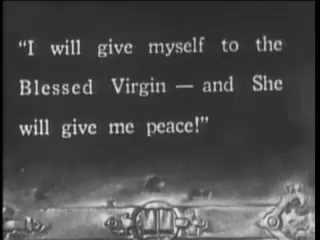 "I will give myself to the
Blessed Virgin — and She
will give me peace!"